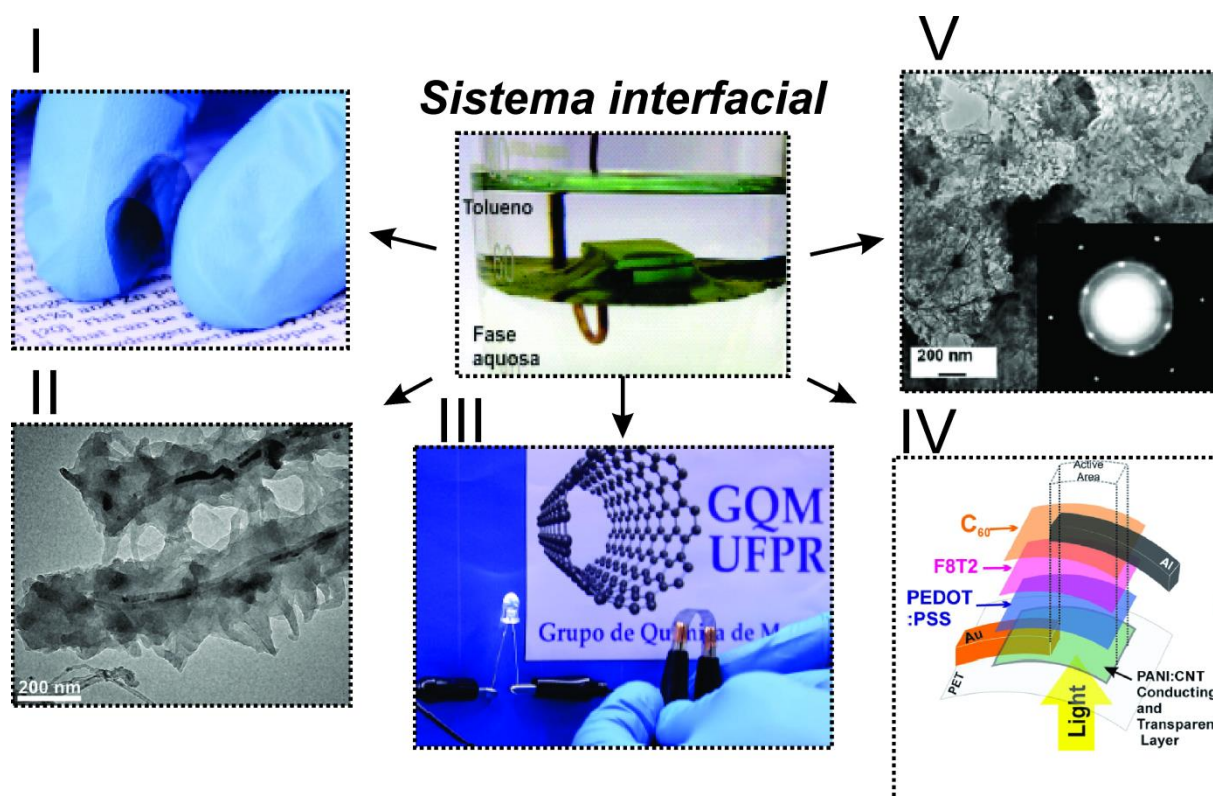 I
Sistema interfacial
Tolueno
60
Fase
aquosa
V
200 nm
II
200 nm
III
GQM
UFPR
Grupo de Química de M
IV
Active
Area
C₆₀
Al
F8T2
PEDOT
:PSS
Au
PET
Light
PANI:CNT
Conducting
and
Transparen
Layer